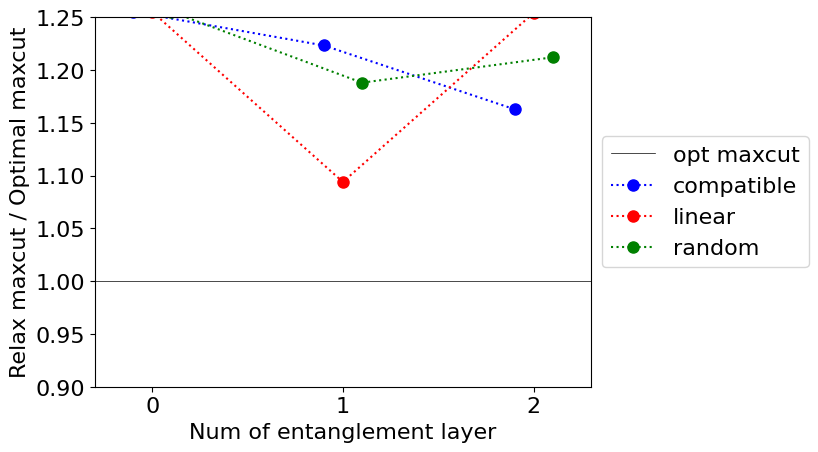 Relax maxcut / Optimal maxcut
1.25
1.20
1.15
1.10
1.05
1.00
0.95
0.90
0
1
2
Num of entanglement layer
opt maxcut
compatible
linear
random